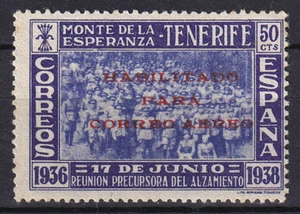 MONTE DE LA
ESPERANZA - TENERIFE
50
CTS
CORREOS
ESPAÑA
HABILITADO
PARA
CORREO AEREO
1936
17 DE JUNIO
1938
REUNION PRECURSORA DEL ALZAMIENTO